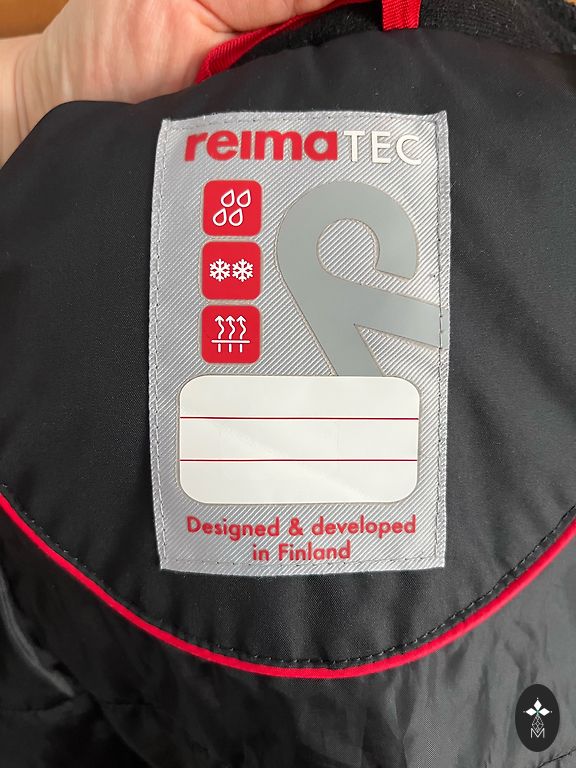 reimaTEC
Designed & developed
in Finland